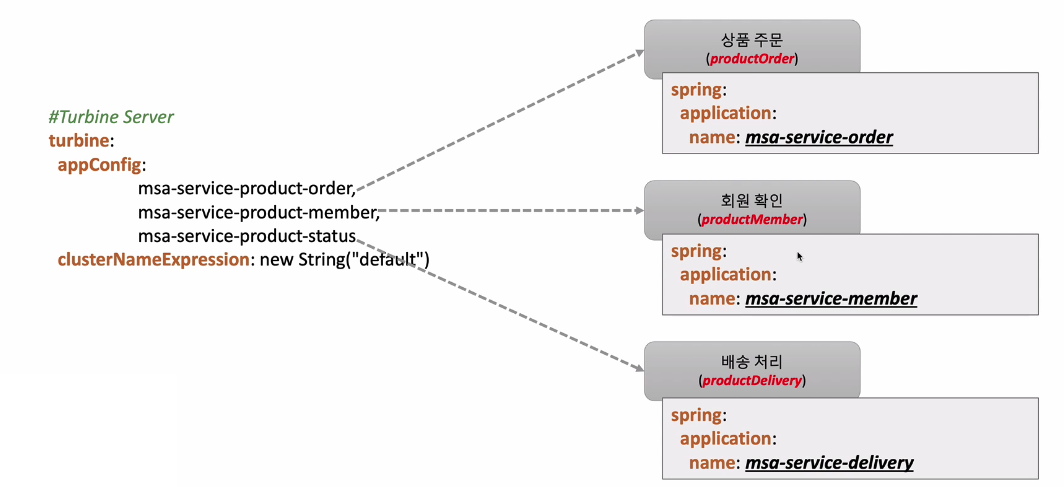 #Turbine Server
turbine:
appConfig:
msa-service-product-order,
msa-service-product-member,
msa-service-product-status
clusterNameExpression: new String("default")
상품 주문
(productOrder)
spring:
application:
name: msa-service-order
회원 확인
(productMember)
spring:
application:
name: msa-service-member
배송 처리
(productDelivery)
spring:
application:
name: msa-service-delivery